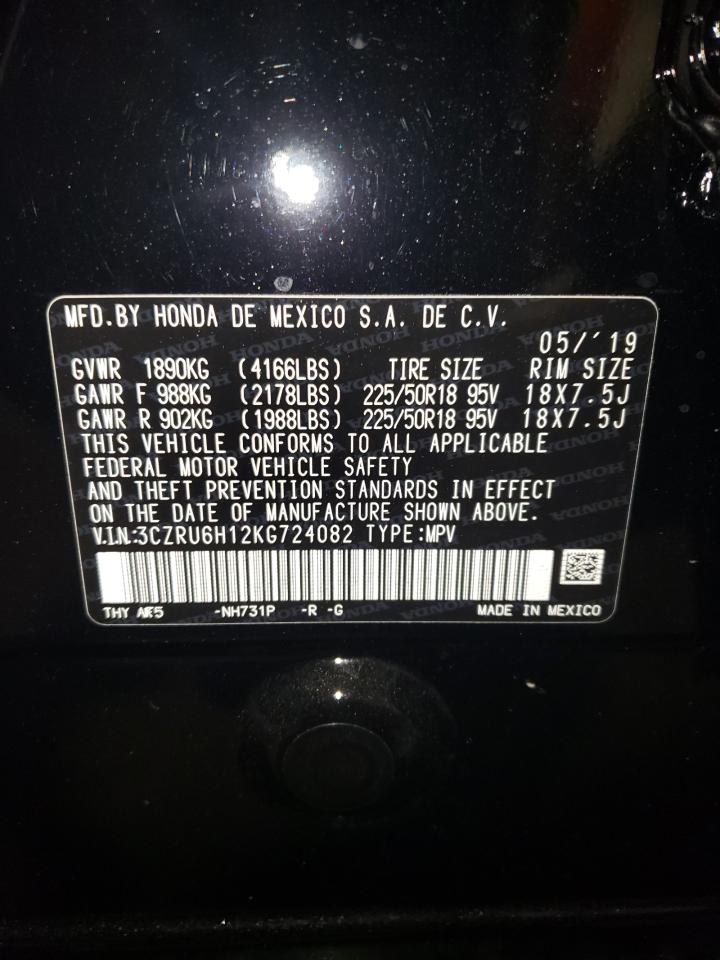 MFD.BY HONDA DE MEXICO S.A. DE C.V.
05/'19
GVWR 1890KG (4166LBS) TIRE SIZE RIM SIZE
GAWR F 988KG (2178LBS) 225/50R18 95V 18X7.5J
GAWR R 902KG (1988LBS) 225/50R18 95V 18X7.5J
THIS VEHICLE CONFORMS TO ALL APPLICABLE
FEDERAL MOTOR VEHICLE SAFETY
AND THEFT PREVENTION STANDARDS IN EFFECT
ON THE DATE OF MANUFACTURE SHOWN ABOVE.
V.I.N.:3CZRU6H12KG724082 TYPE:MPV
THY -NH731P -R -G MADE IN MEXICO